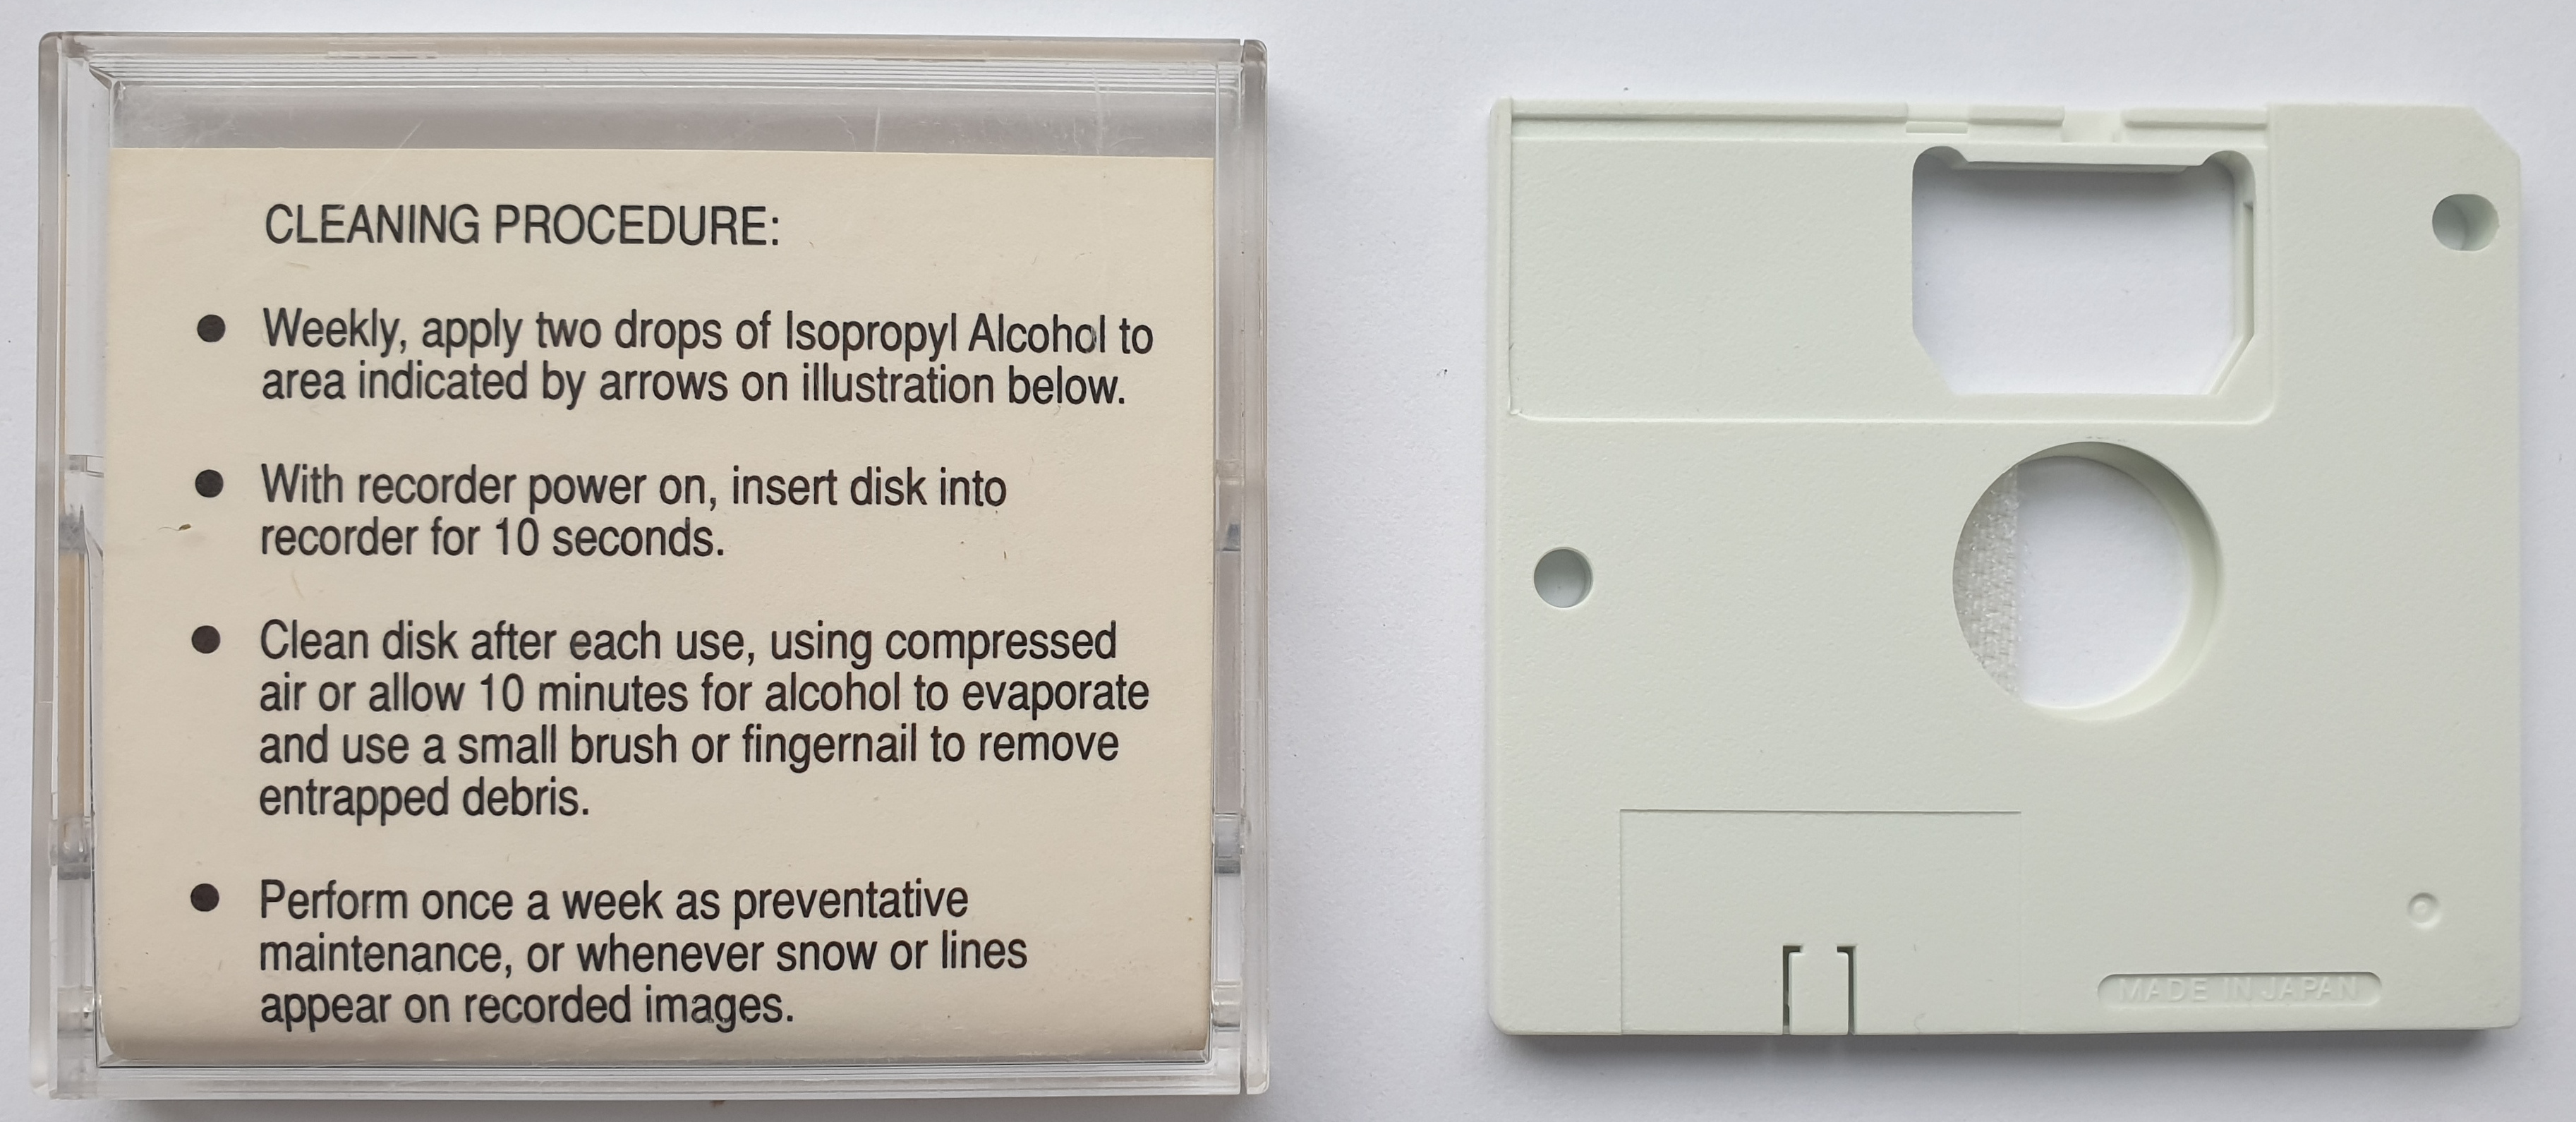 CLEANING PROCEDURE:
● Weekly, apply two drops of Isopropyl Alcohol to
area indicated by arrows on illustration below.
● With recorder power on, insert disk into
recorder for 10 seconds.
● Clean disk after each use, using compressed
air or allow 10 minutes for alcohol to evaporate
and use a small brush or fingernail to remove
entrapped debris.
● Perform once a week as preventative
maintenance, or whenever snow or lines
appear on recorded images.
MADE IN JAPAN